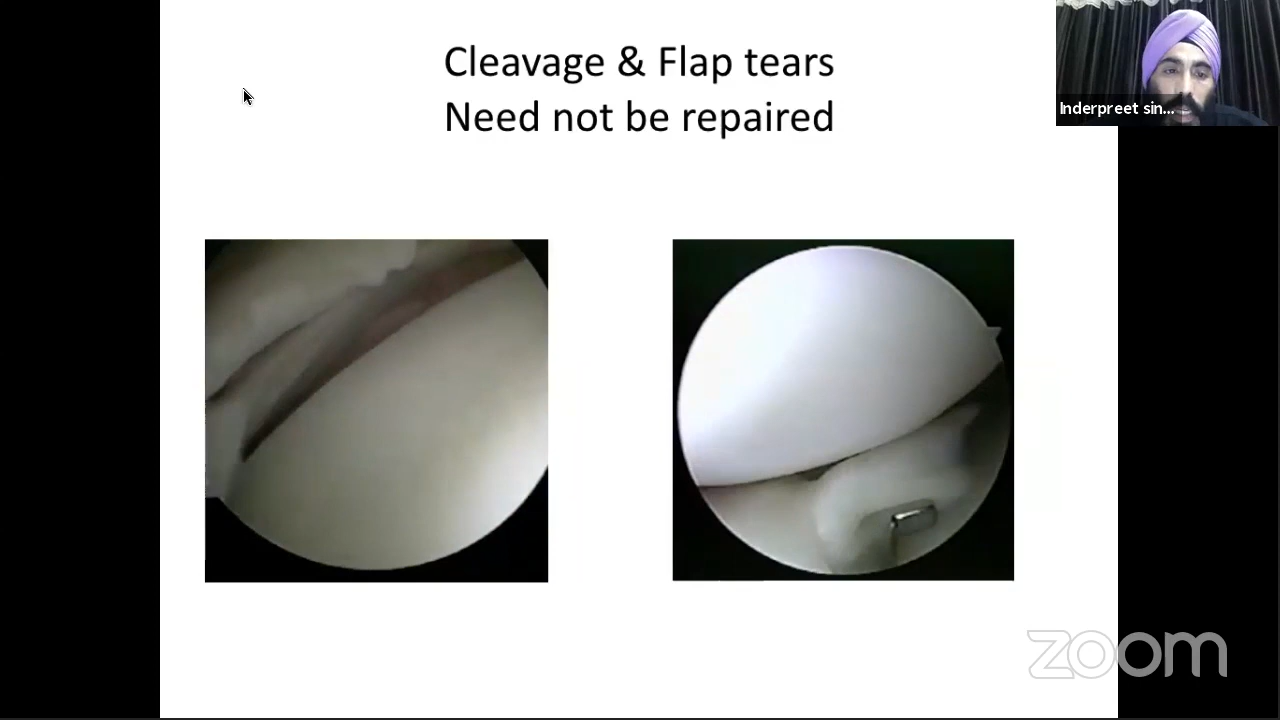 Cleavage & Flap tears
Need not be repaired
Inderpreet sin...
zoom